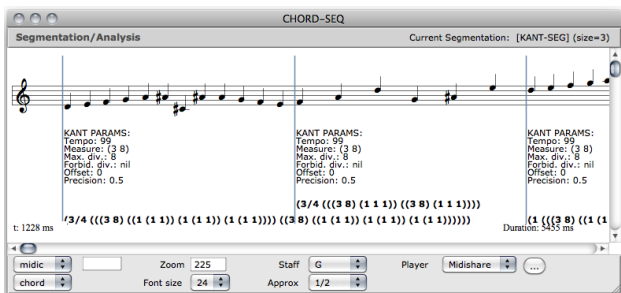 CHORD-SEQ
Segmentation/Analysis Current Segmentation: [KANT-SEG] (size=3)
KANT PARAMS: KANT PARAMS: KANT PARAMS:
Tempo: 99 Tempo: 99 Tempo: 99
Measure: (3 8) Measure: (3 8) Measure: (3 8)
Max. div.: 8 Max. div.: 8 Max. div.: 8
Forbid. div.: nil Forbid. div.: nil Forbid. div.: nil
Offset: 0 Offset: 0 Offset: 0
Precision: 0.5 Precision: 0.5 Precision: 0.5
(3/4 (((3 8) (1 1 1)) ((3 8) (1 1 1))))
(3/4 (((3 8) ((1 (1 1)) (1 (1 1)) (1 (1 1)))) ((3 8) ((1 (1 1)) (1 (1 1)) (1 (1 1)))))) (1 (((3 8) ((1 (1
t: 1228 ms Duration: 5455 ms
midic Zoom 225 Staff G Player Midishare ...
chord Font size 24 Approx 1/2